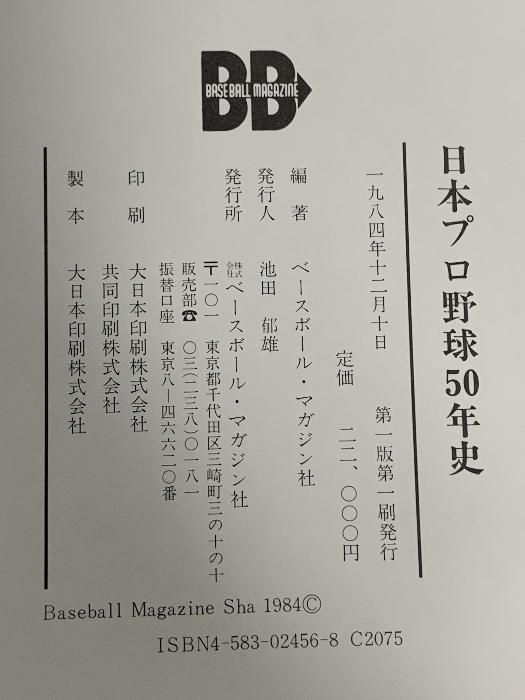 BB
BASEBALL MAGAZINE
日本プロ野球50年史
一九八四年十二月十日　第一版第一刷発行
定価　二二、〇〇〇円
編著　ベースボール・マガジン社
発行人　池田 郁雄
発行所　株式会社ベースボール・マガジン社
〒一〇一　東京都千代田区三崎町三の十の十
販売部☎　〇三(二三八)〇一八一
振替口座　東京八—四六六二〇番
印刷　大日本印刷株式会社
共同印刷株式会社
製本　大日本印刷株式会社
Baseball Magazine Sha 1984©
ISBN4-583-02456-8 C2075